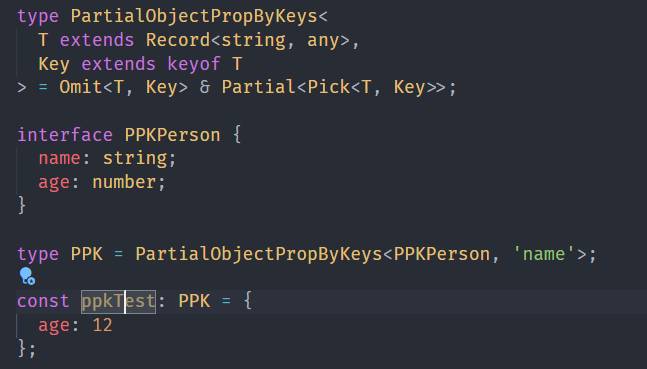 type PartialObjectPropByKeys<
  T extends Record<string, any>,
  Key extends keyof T
> = Omit<T, Key> & Partial<Pick<T, Key>>;
interface PPKPerson {
  name: string;
  age: number;
}
type PPK = PartialObjectPropByKeys<PPKPerson, 'name'>;
const ppkTest: PPK = {
  age: 12
};